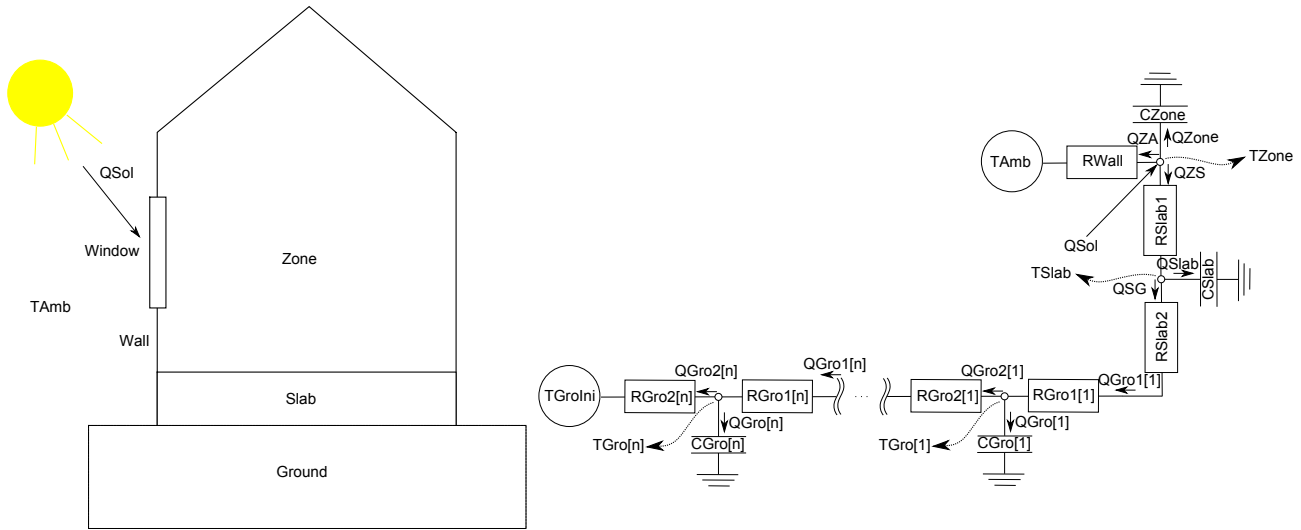 QSol
Window
Zone
TAmb
Wall
Slab
Ground
CZone
QZA
QZone
TAmb
RWall
TZone
QZS
RSlab1
QSol
TSlab
QSlab
CSlab
QSG
RSlab2
TGroIni
QGro2[n]
RGro2[n]
QGro1[n]
RGro1[n]
. . .
QGro2[1]
RGro2[1]
QGro1[1]
RGro1[1]
TGro[n]
QGro[n]
CGro[n]
TGro[1]
QGro[1]
CGro[1]